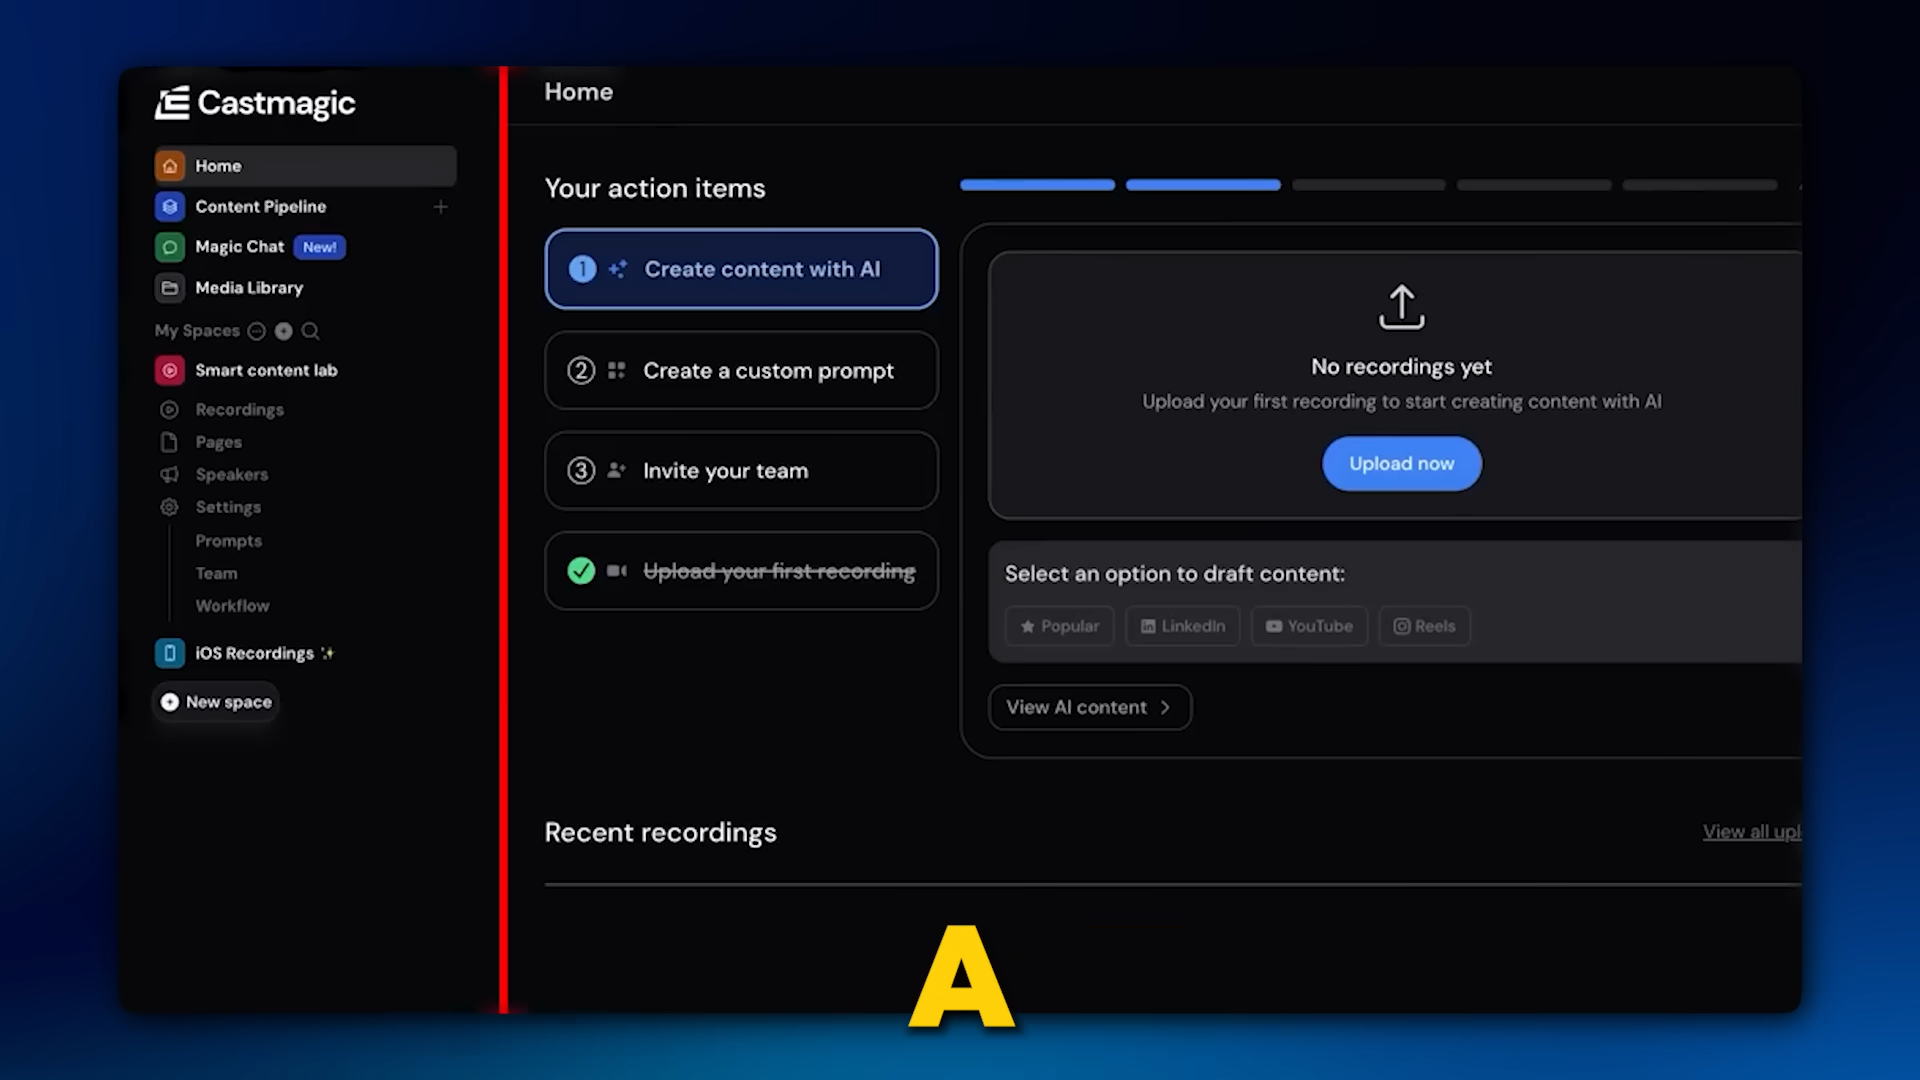 Castmagic
Home
Content Pipeline
Magic Chat New!
Media Library
My Spaces
Smart content lab
Recordings
Pages
Speakers
Settings
Prompts
Team
Workflow
iOS Recordings
New space
Home
Your action items
1 Create content with AI
2 Create a custom prompt
3 Invite your team
Upload your first recording
No recordings yet
Upload your first recording to start creating content with AI
Upload now
Select an option to draft content:
Popular LinkedIn YouTube Reels
View AI content
Recent recordings
View all upl
A